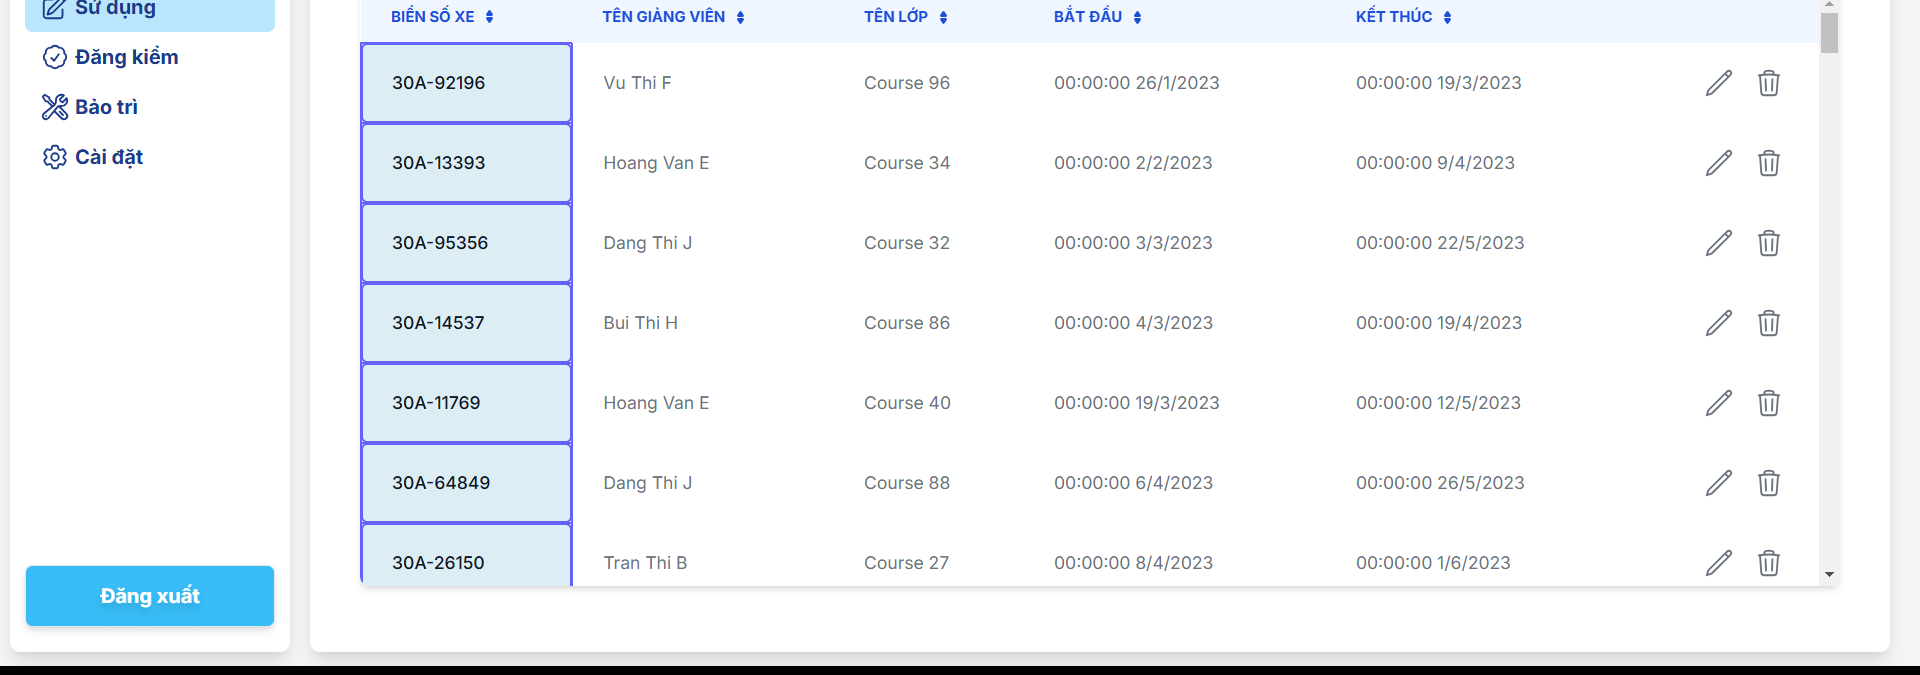 Sử dụng
Đăng kiểm
Bảo trì
Cài đặt
Đăng xuất
BIỂN SỐ XE TÊN GIẢNG VIÊN TÊN LỚP BẮT ĐẦU KẾT THÚC
30A-92196 Vu Thi F Course 96 00:00:00 26/1/2023 00:00:00 19/3/2023
30A-13393 Hoang Van E Course 34 00:00:00 2/2/2023 00:00:00 9/4/2023
30A-95356 Dang Thi J Course 32 00:00:00 3/3/2023 00:00:00 22/5/2023
30A-14537 Bui Thi H Course 86 00:00:00 4/3/2023 00:00:00 19/4/2023
30A-11769 Hoang Van E Course 40 00:00:00 19/3/2023 00:00:00 12/5/2023
30A-64849 Dang Thi J Course 88 00:00:00 6/4/2023 00:00:00 26/5/2023
30A-26150 Tran Thi B Course 27 00:00:00 8/4/2023 00:00:00 1/6/2023